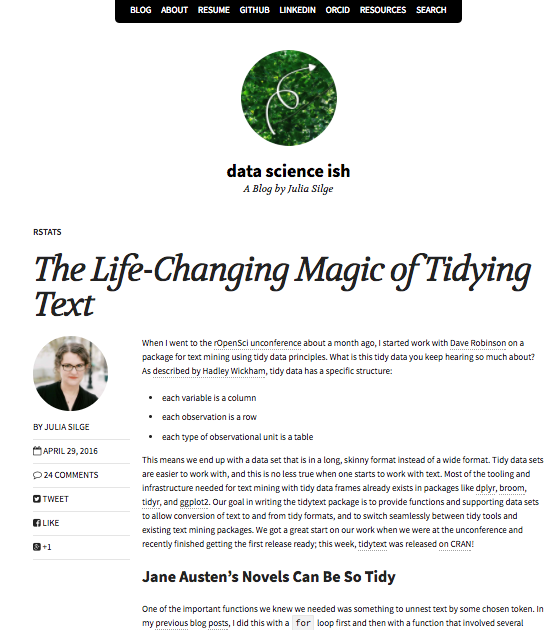 BLOG ABOUT RESUME GITHUB LINKEDIN ORCID RESOURCES SEARCH
data science ish
A Blog by Julia Silge
RSTATS
The Life-Changing Magic of Tidying
Text
When I went to the rOpenSci unconference about a month ago, I started work with Dave Robinson on a
package for text mining using tidy data principles. What is this tidy data you keep hearing so much about?
As described by Hadley Wickham, tidy data has a specific structure:
• each variable is a column
• each observation is a row
• each type of observational unit is a table
BY JULIA SILGE
APRIL 29, 2016
24 COMMENTS
TWEET
LIKE
+1
This means we end up with a data set that is in a long, skinny format instead of a wide format. Tidy data sets
are easier to work with, and this is no less true when one starts to work with text. Most of the tooling and
infrastructure needed for text mining with tidy data frames already exists in packages like dplyr, broom,
tidyr, and ggplot2. Our goal in writing the tidytext package is to provide functions and supporting data sets
to allow conversion of text to and from tidy formats, and to switch seamlessly between tidy tools and
existing text mining packages. We got a great start on our work when we were at the unconference and
recently finished getting the first release ready; this week, tidytext was released on CRAN!
Jane Austen's Novels Can Be So Tidy
One of the important functions we knew we needed was something to unnest text by some chosen token. In
my previous blog posts, I did this with a for loop first and then with a function that involved several